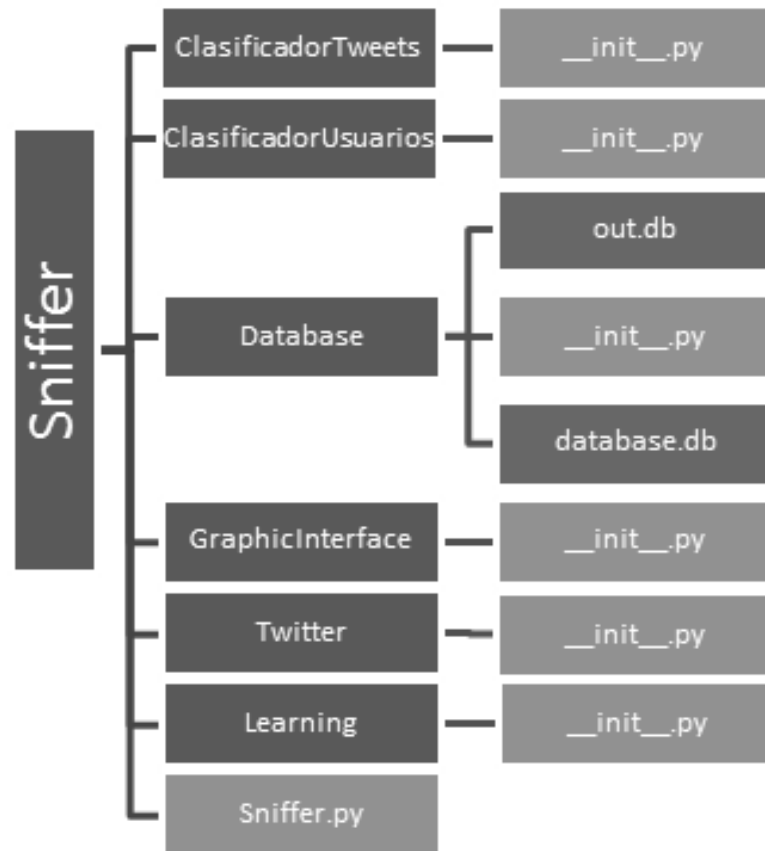 Sniffer
ClasificadorTweets
__init__.py
ClasificadorUsuarios
__init__.py
Database
out.db
__init__.py
database.db
GraphicInterface
__init__.py
Twitter
__init__.py
Learning
__init__.py
Sniffer.py